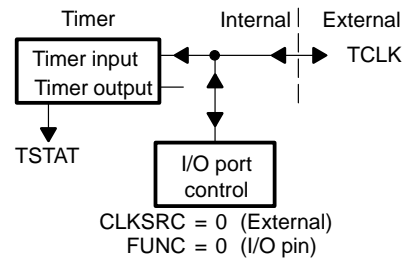 Timer
Internal
External
Timer input
TCLK
Timer output
TSTAT
I/O port
control
CLKSRC = 0 (External)
FUNC = 0 (I/O pin)